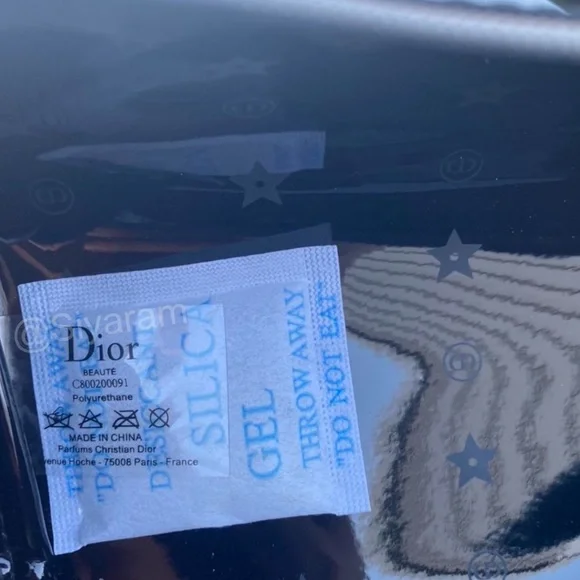 @Sivaram
Dior
BEAUTE
C800200091
Polyurethane
MADE IN CHINA
Parfums Christian Dior
venue Hoche - 75008 Paris - France
SILICA
GEL
THROW AWAY
"DO NOT EAT"